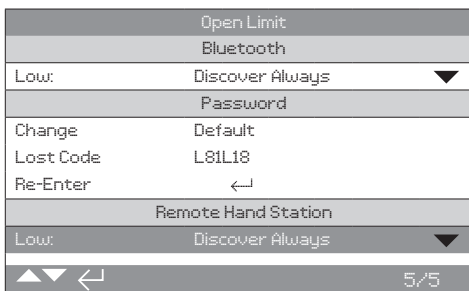 Open Limit
Bluetooth
Low: Discover Always
Password
Change Default
Lost Code L81L18
Re-Enter
Remote Hand Station
Low: Discover Always
5/5